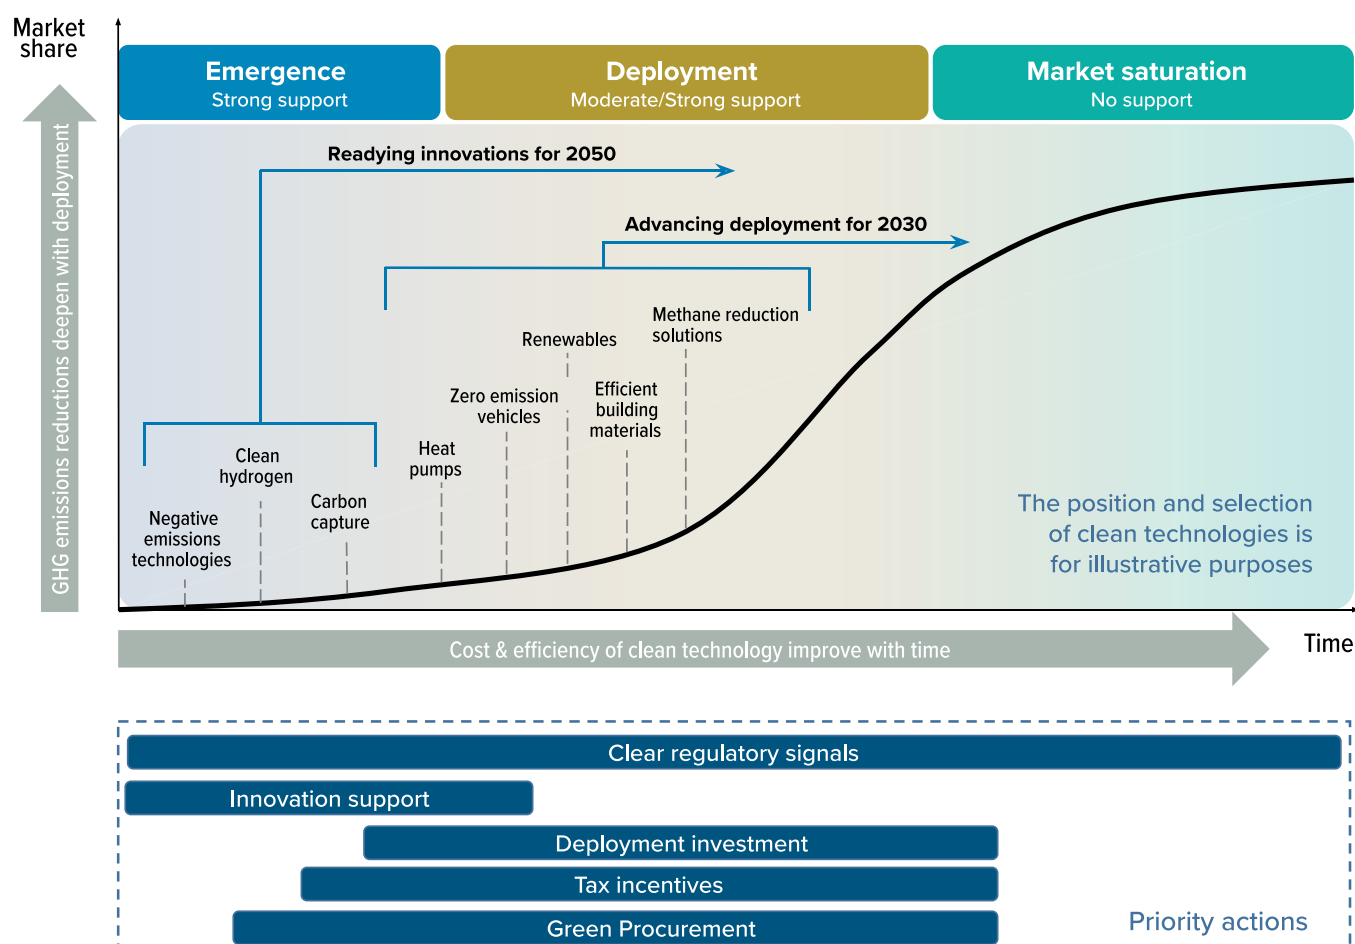 Market
share
Emergence
Strong support
Deployment
Moderate/Strong support
Market saturation
No support
GHG emissions reductions deepen with deployment
Readying innovations for 2050
Advancing deployment for 2030
Methane reduction
solutions
Renewables
Zero emission
vehicles
Efficient
building
materials
Heat
pumps
Clean
hydrogen
Carbon
capture
Negative
emissions
technologies
The position and selection
of clean technologies is
for illustrative purposes
Cost & efficiency of clean technology improve with time
Time
Clear regulatory signals
Innovation support
Deployment investment
Tax incentives
Green Procurement
Priority actions